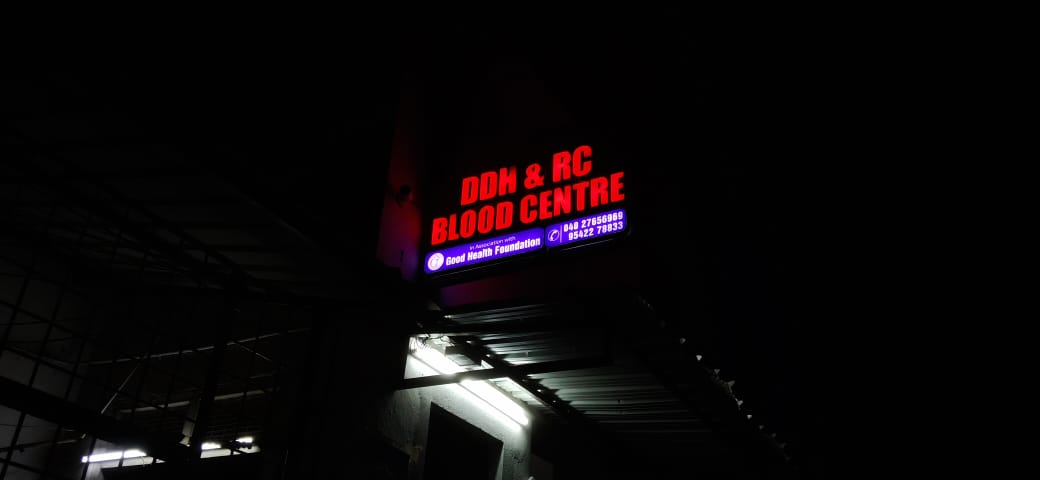 DDH & RC
BLOOD CENTRE
In Association with
Good Health Foundation
040 27656969
95422 78833